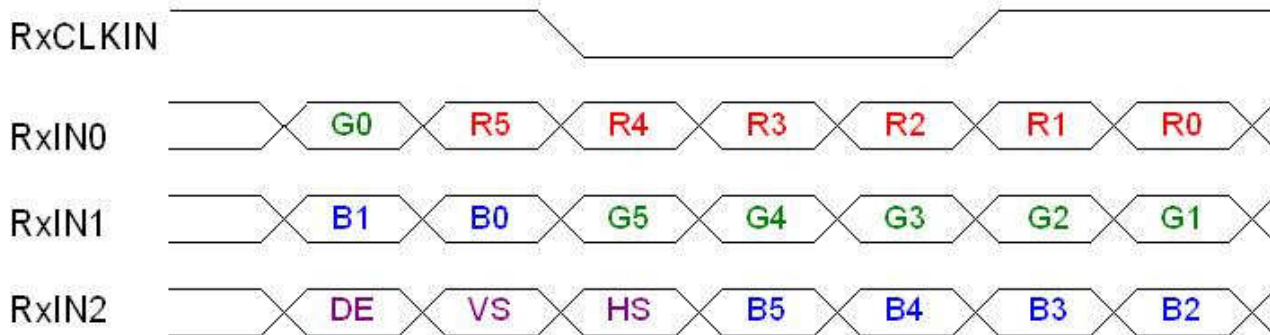 RxCLKIN
RxIN0 G0 R5 R4 R3 R2 R1 R0
RxIN1 B1 B0 G5 G4 G3 G2 G1
RxIN2 DE VS HS B5 B4 B3 B2